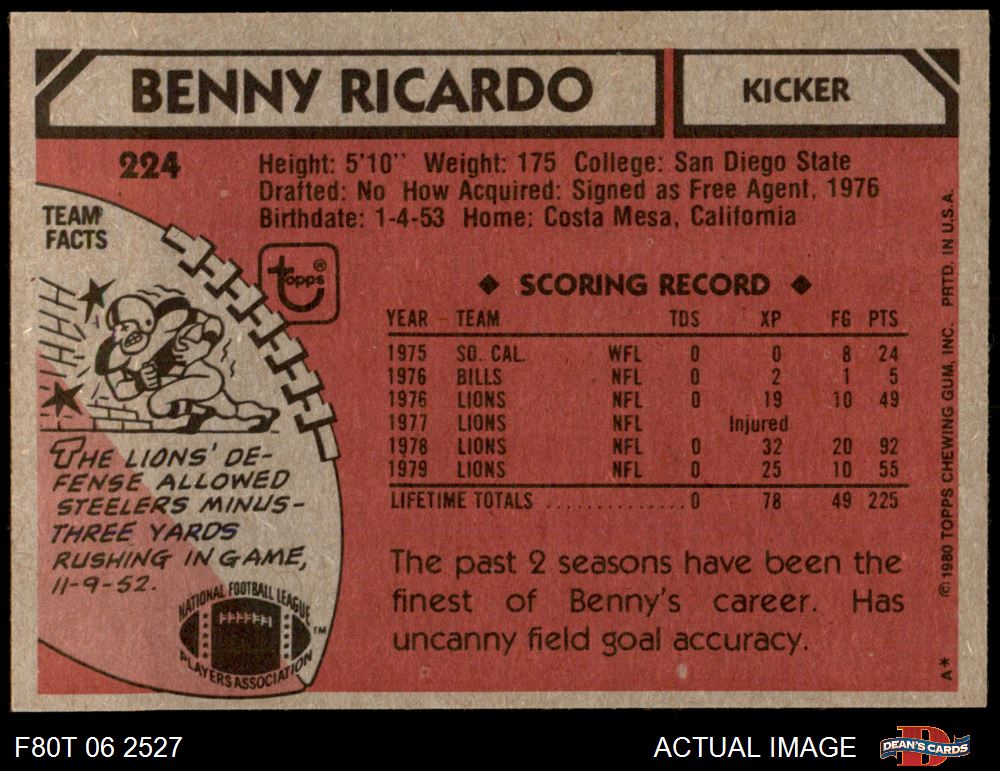 BENNY RICARDO
KICKER
224
Height: 5'10" Weight: 175 College: San Diego State
Drafted: No How Acquired: Signed as Free Agent, 1976
Birthdate: 1-4-53 Home: Costa Mesa, California
TEAM
FACTS
topps®
THE LIONS' DE-
FENSE ALLOWED
STEELERS MINUS-
THREE YARDS
RUSHING IN GAME,
11-9-52.
NATIONAL FOOTBALL LEAGUE
PLAYERS ASSOCIATION
TM
◆ SCORING RECORD ◆
YEAR TEAM TDS XP FG PTS
1975 SO. CAL. WFL 0 0 8 24
1976 BILLS NFL 0 2 1 5
1976 LIONS NFL 0 19 10 49
1977 LIONS NFL Injured
1978 LIONS NFL 0 32 20 92
1979 LIONS NFL 0 25 10 55
LIFETIME TOTALS .............. 0 78 49 225
The past 2 seasons have been the
finest of Benny's career. Has
uncanny field goal accuracy.
A* © 1980 TOPPS CHEWING GUM, INC. PRTD. IN U.S.A.
F80T 06 2527
ACTUAL IMAGE
DEAN'S CARDS